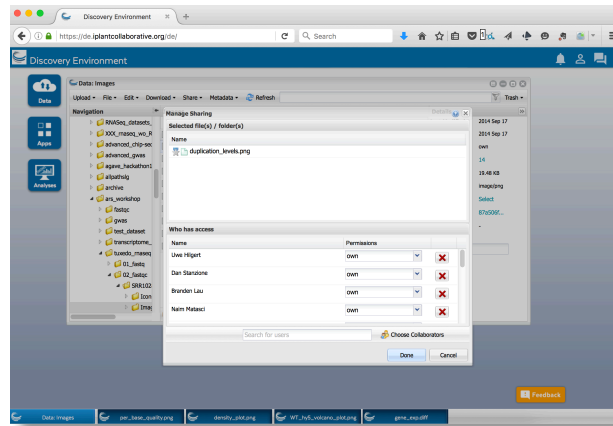 Discovery Environment
https://de.iplantcollaborative.org/de/
Search
Discovery Environment
Data
Apps
Analyses
Data: Images
Upload File Edit Download Share Metadata Refresh
Trash
Navigation
RNASeq_datasets_
XXX_rnaseq_wo_R
advanced_chip-sec
advanced_gwas
agave_hackathon1
allpathslg
archive
ars_workshop
fastqc
gwas
test_dataset
transcriptome_
tuxedo_rnaseq
01_fastq
02_fastqc
SRR102
Icon
Imag
Manage Sharing
Details
Selected file(s) / folder(s)
Name
duplication_levels.png
Who has access
Name Permissions
Uwe Hilgert own
Dan Stanzione own
Branden Lau own
Naim Matasci own
Search for users
Choose Collaborators
Done Cancel
2014 Sep 17
2014 Sep 17
own
14
19.48 KB
image/png
Select
87a506f...
-
Feedback
Data: Images
per_base_quality.png
density_plot.png
WT_hy5_volcano_plot.png
gene_exp.diff